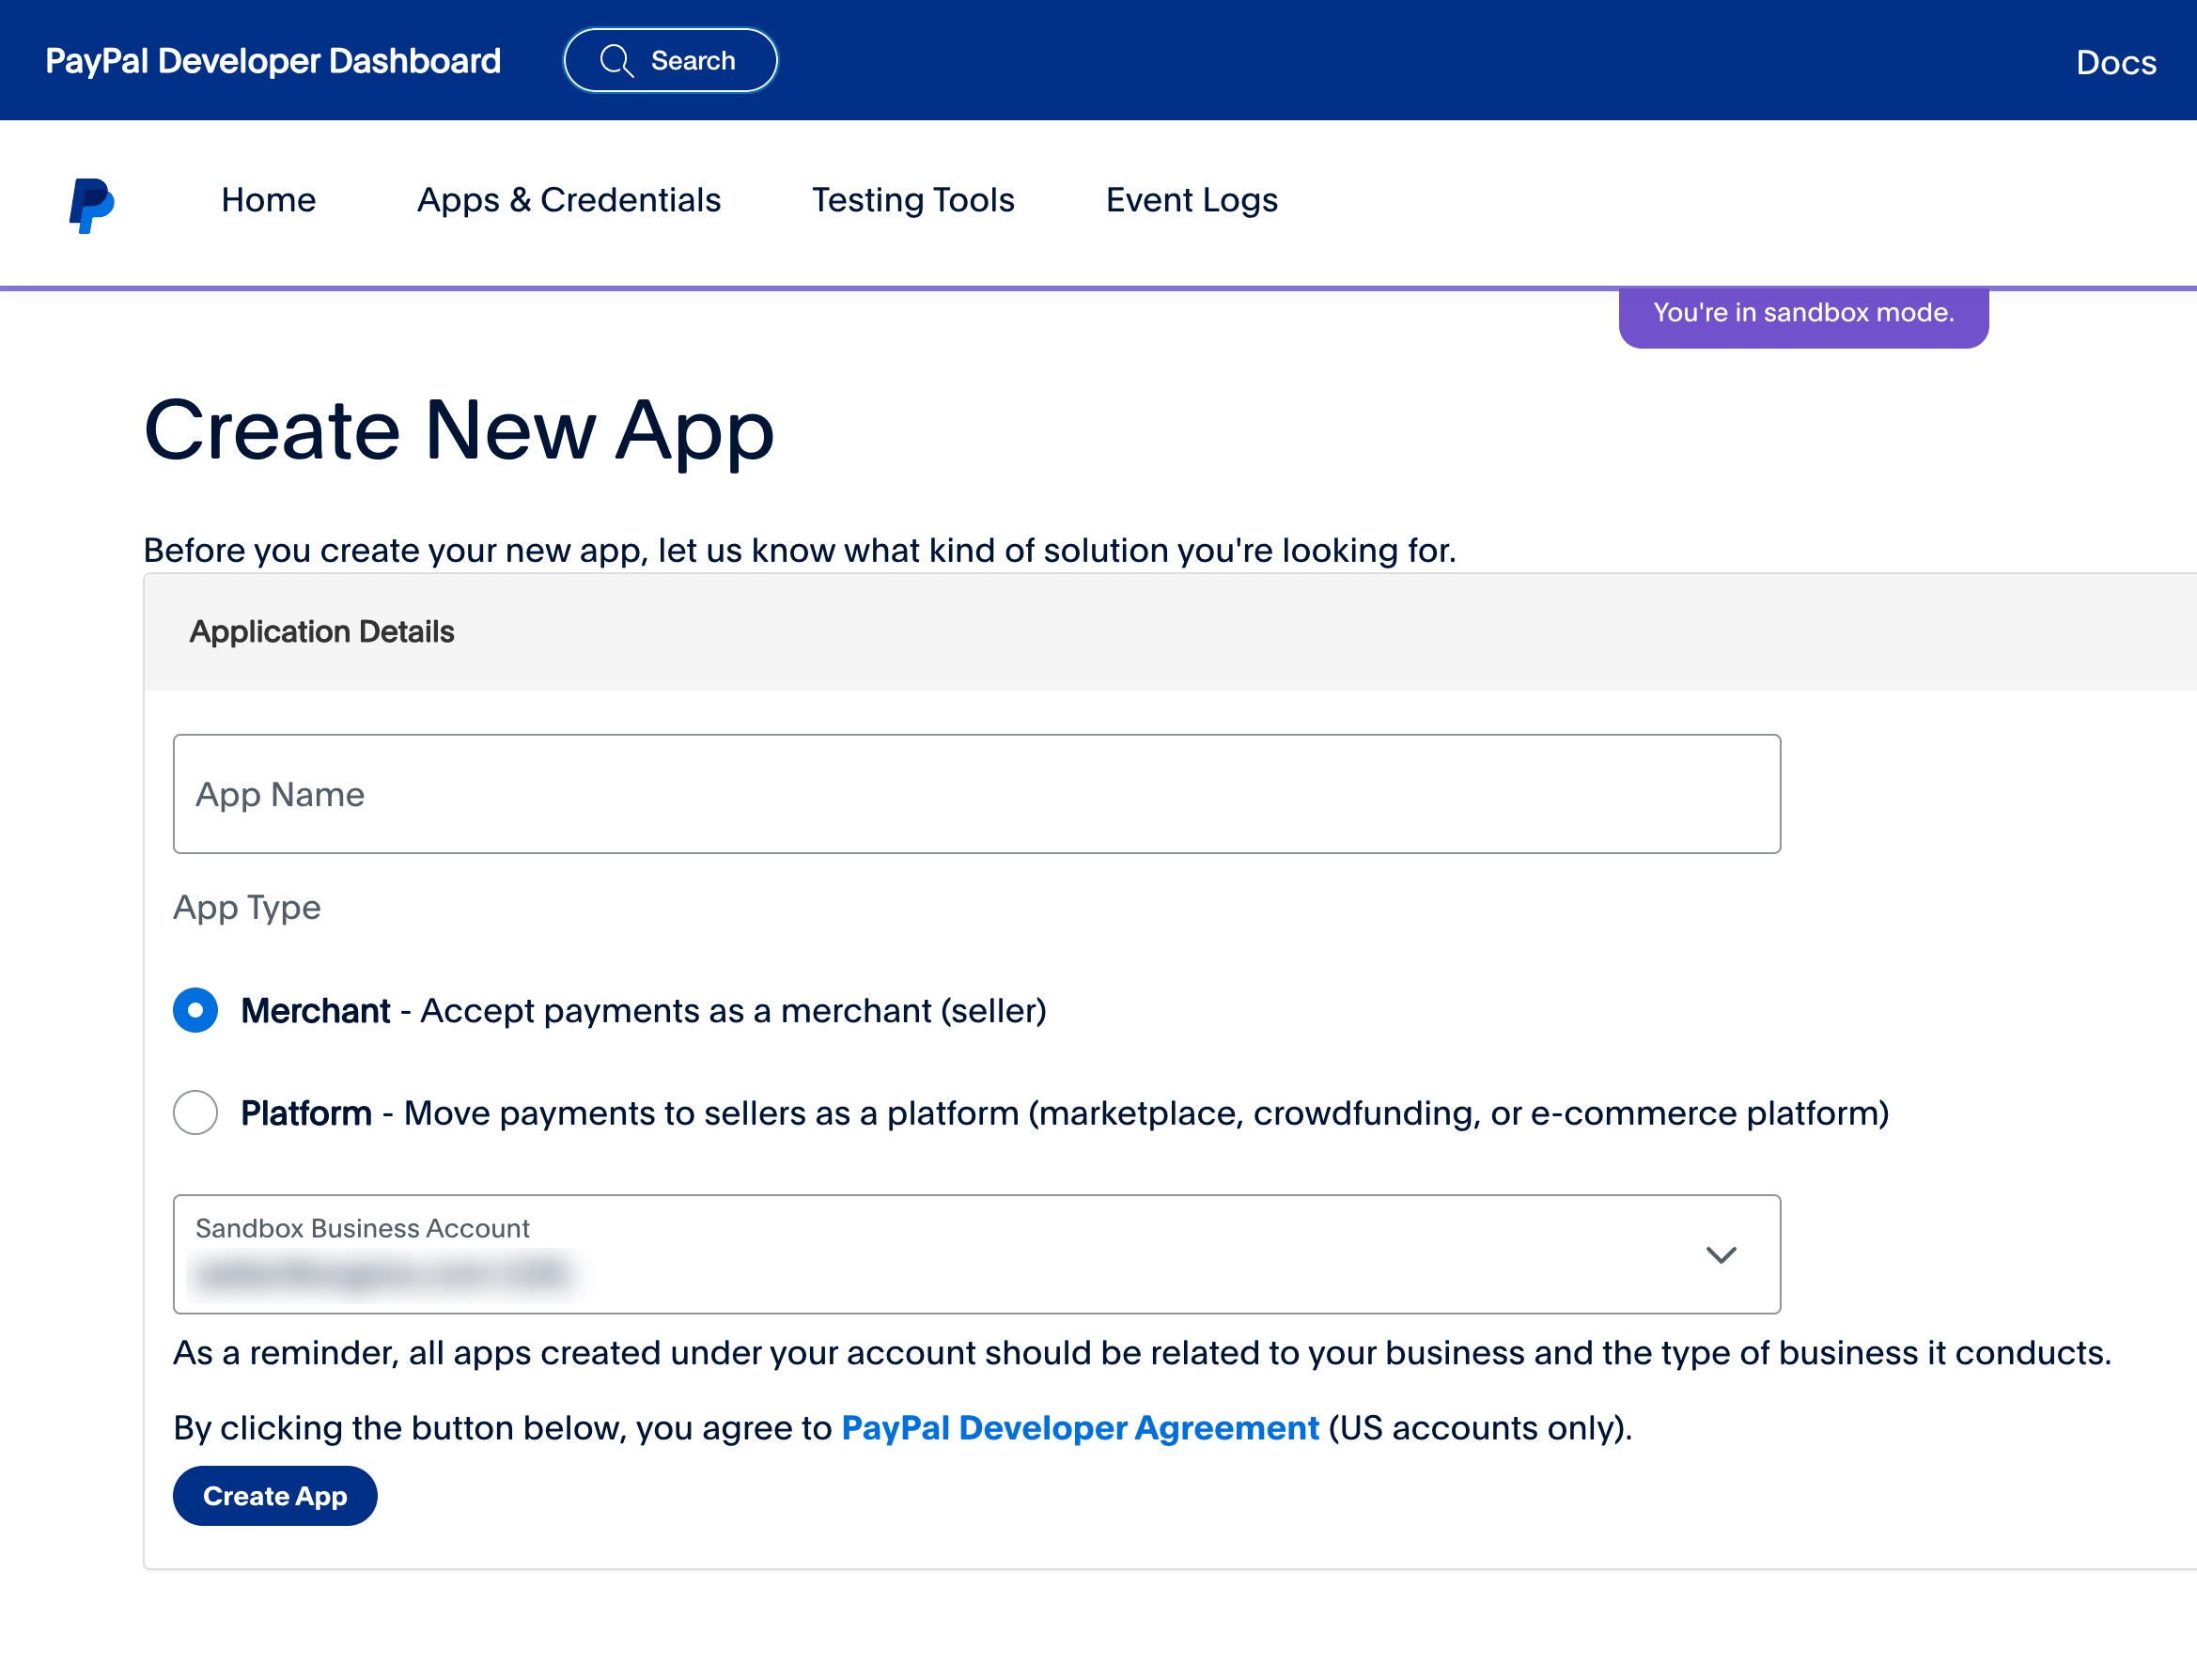 PayPal Developer Dashboard
Search
Docs
Home
Apps & Credentials
Testing Tools
Event Logs
You're in sandbox mode.
Create New App
Before you create your new app, let us know what kind of solution you're looking for.
Application Details
App Name
App Type
Merchant - Accept payments as a merchant (seller)
Platform - Move payments to sellers as a platform (marketplace, crowdfunding, or e-commerce platform)
Sandbox Business Account
As a reminder, all apps created under your account should be related to your business and the type of business it conducts.
By clicking the button below, you agree to PayPal Developer Agreement (US accounts only).
Create App